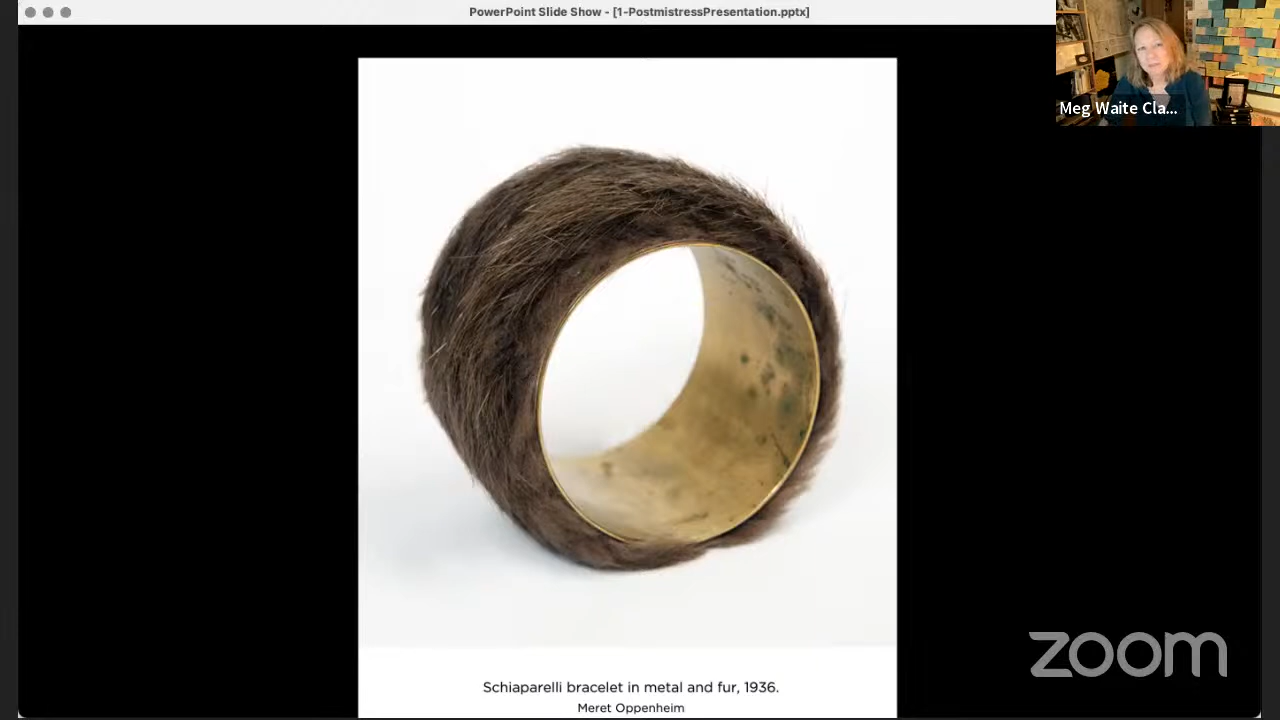 PowerPoint Slide Show - [1-PostmistressPresentation.pptx]
Meg Waite Cla...
zoom
Schiaparelli bracelet in metal and fur, 1936.
Meret Oppenheim